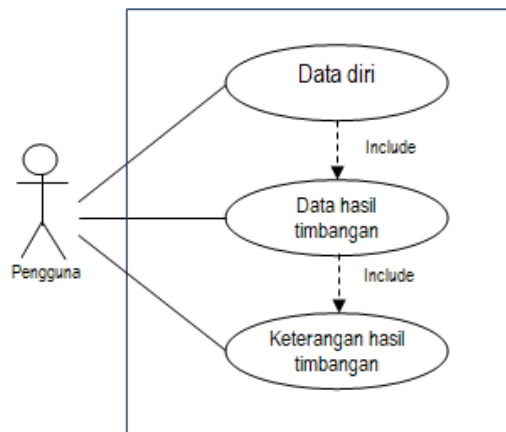 Data diri
Include
Data hasil
timbangan
Include
Pengguna
Keterangan hasil
timbangan